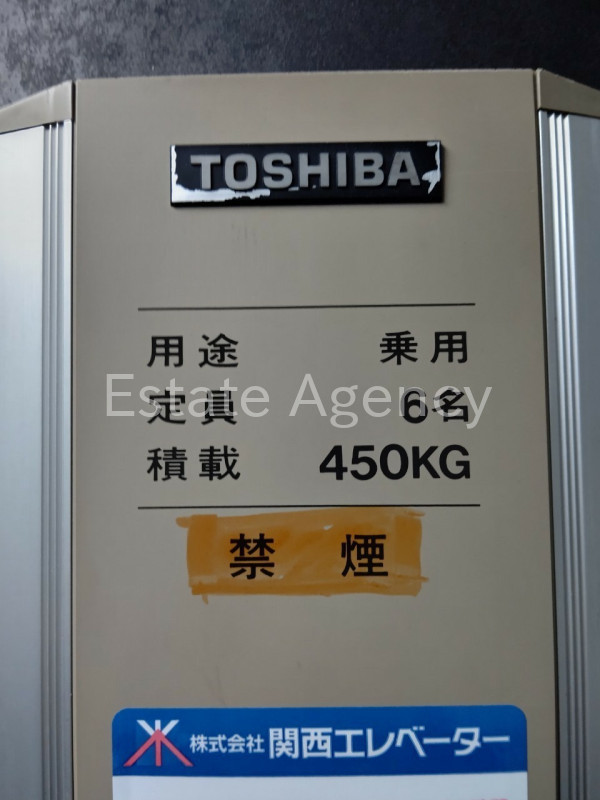 TOSHIBA
用途 乗用
Estate Agency
定員 6名
積載 450KG
禁煙
株式会社 関西エレベーター